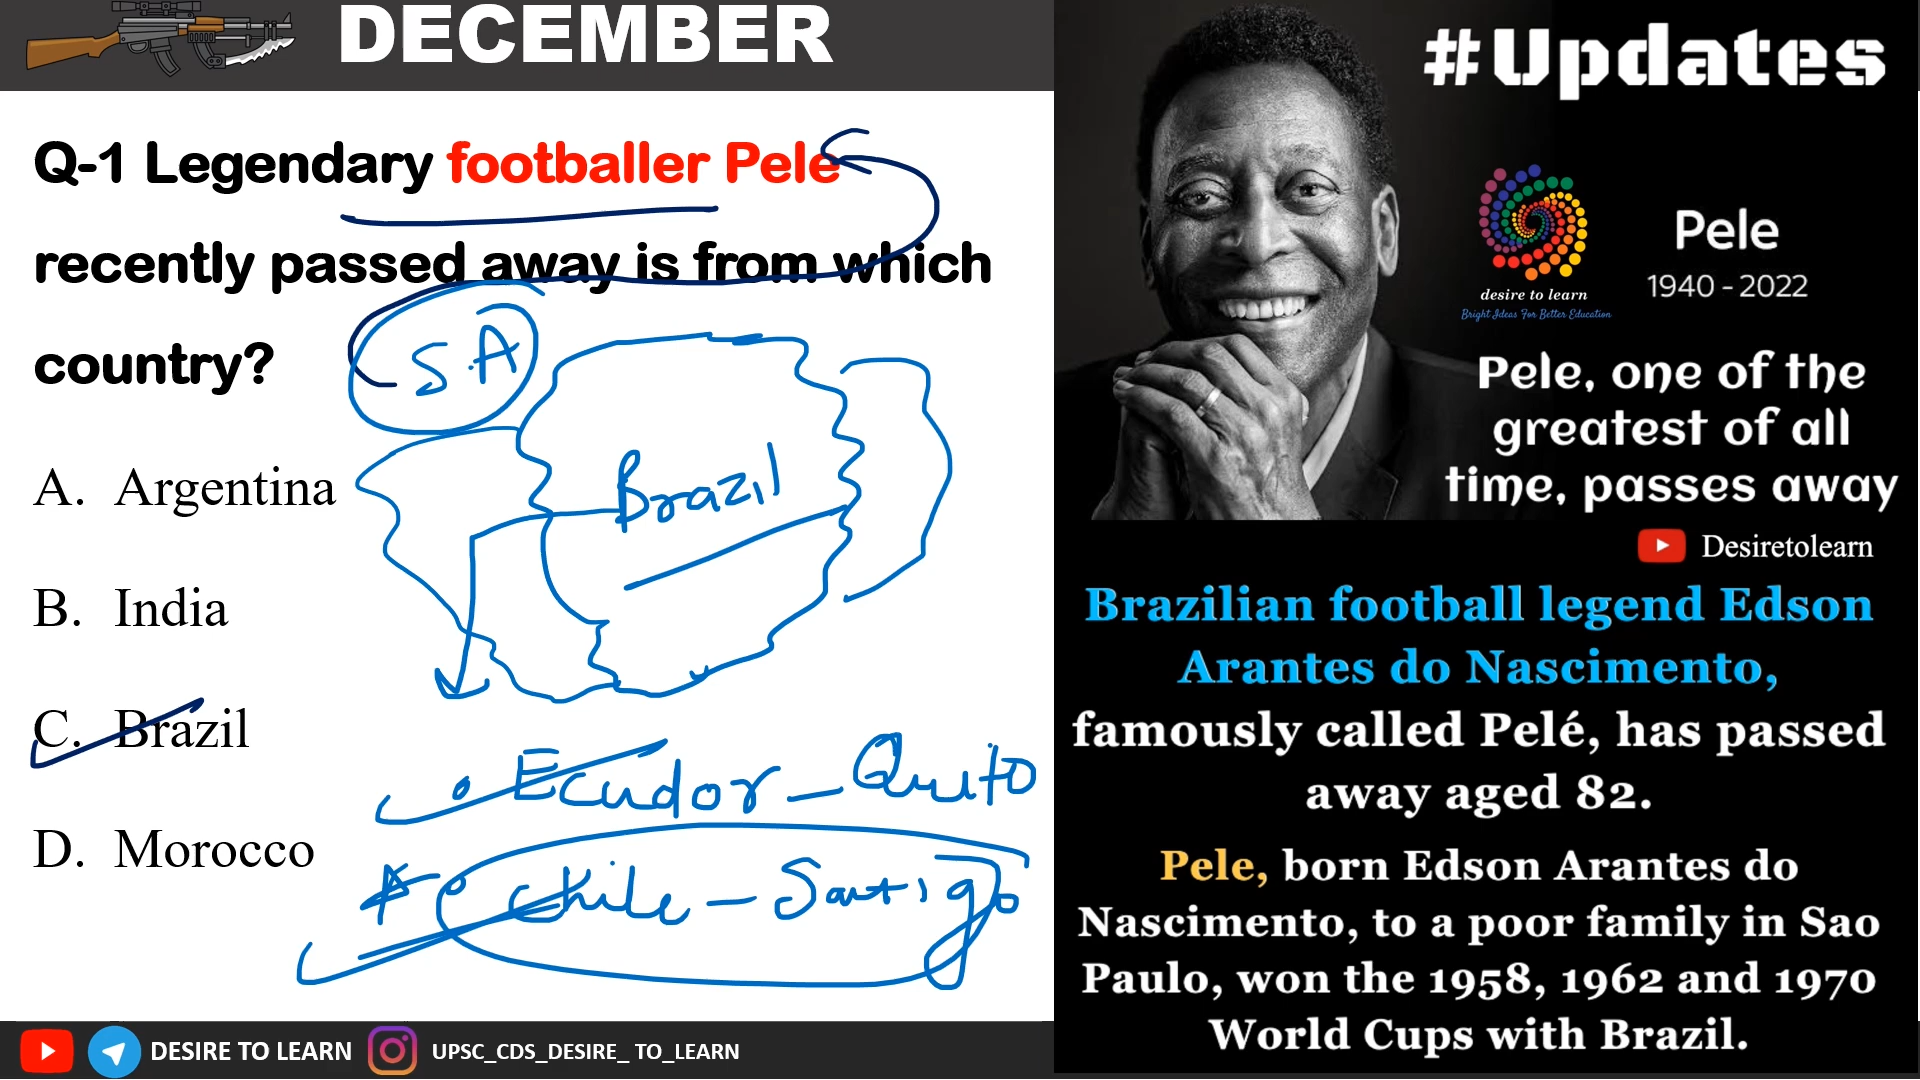 DECEMBER
Q-1 Legendary footballer Pele
recently passed away is from which
country?
S.A
A. Argentina
B. India
C. Brazil
D. Morocco
Brazil
Ecudor - Quito
Chile - Santigo
#Updates
desire to learn
Bright Ideas For Better Education
Pele
1940 - 2022
Pele, one of the
greatest of all
time, passes away
Desiretolearn
Brazilian football legend Edson
Arantes do Nascimento,
famously called Pelé, has passed
away aged 82.
Pele, born Edson Arantes do
Nascimento, to a poor family in Sao
Paulo, won the 1958, 1962 and 1970
World Cups with Brazil.
DESIRE TO LEARN
UPSC_CDS_DESIRE_ TO_LEARN